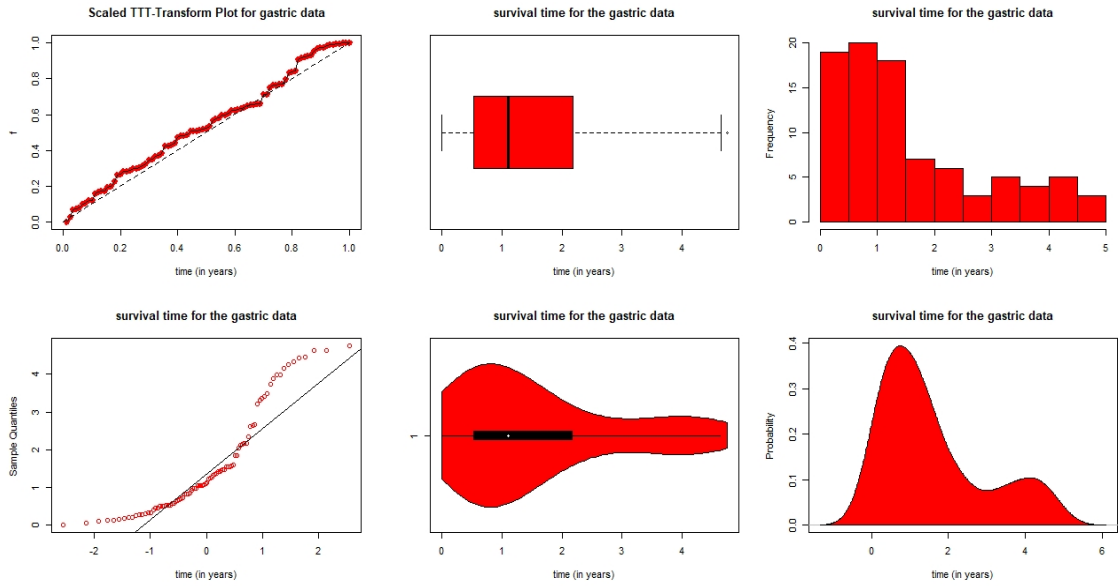 Scaled TTT-Transform Plot for gastric data
f
0.0 0.2 0.4 0.6 0.8 1.0
0.0 0.2 0.4 0.6 0.8 1.0
time (in years)
survival time for the gastric data
0 1 2 3 4
time (in years)
survival time for the gastric data
Frequency
0 5 10 15 20
0 1 2 3 4 5
time (in years)
survival time for the gastric data
Sample Quantiles
0 1 2 3 4
-2 -1 0 1 2
time (in years)
survival time for the gastric data
1
0 1 2 3 4
time (in years)
survival time for the gastric data
Probability
0.0 0.1 0.2 0.3 0.4
0 2 4 6
time (in years)